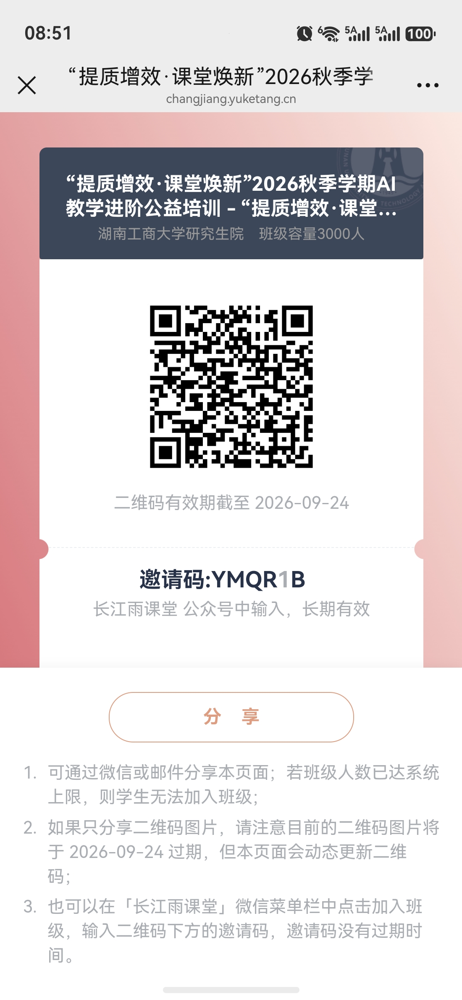 08:51
6 5A 5A 100
“提质增效·课堂焕新”2026秋季学
changjiang.yuketang.cn
“提质增效·课堂焕新”2026秋季学期AI
教学进阶公益培训 - “提质增效·课堂...
湖南工商大学研究生院 班级容量3000人
二维码有效期截至 2026-09-24
邀请码:YMQR1B
长江雨课堂 公众号中输入，长期有效
分 享
1. 可通过微信或邮件分享本页面；若班级人数已达系统
上限，则学生无法加入班级；
2. 如果只分享二维码图片，请注意目前的二维码图片将
于 2026-09-24 过期，但本页面会动态更新二维
码；
3. 也可以在「长江雨课堂」微信菜单栏中点击加入班
级，输入二维码下方的邀请码，邀请码没有过期时
间。